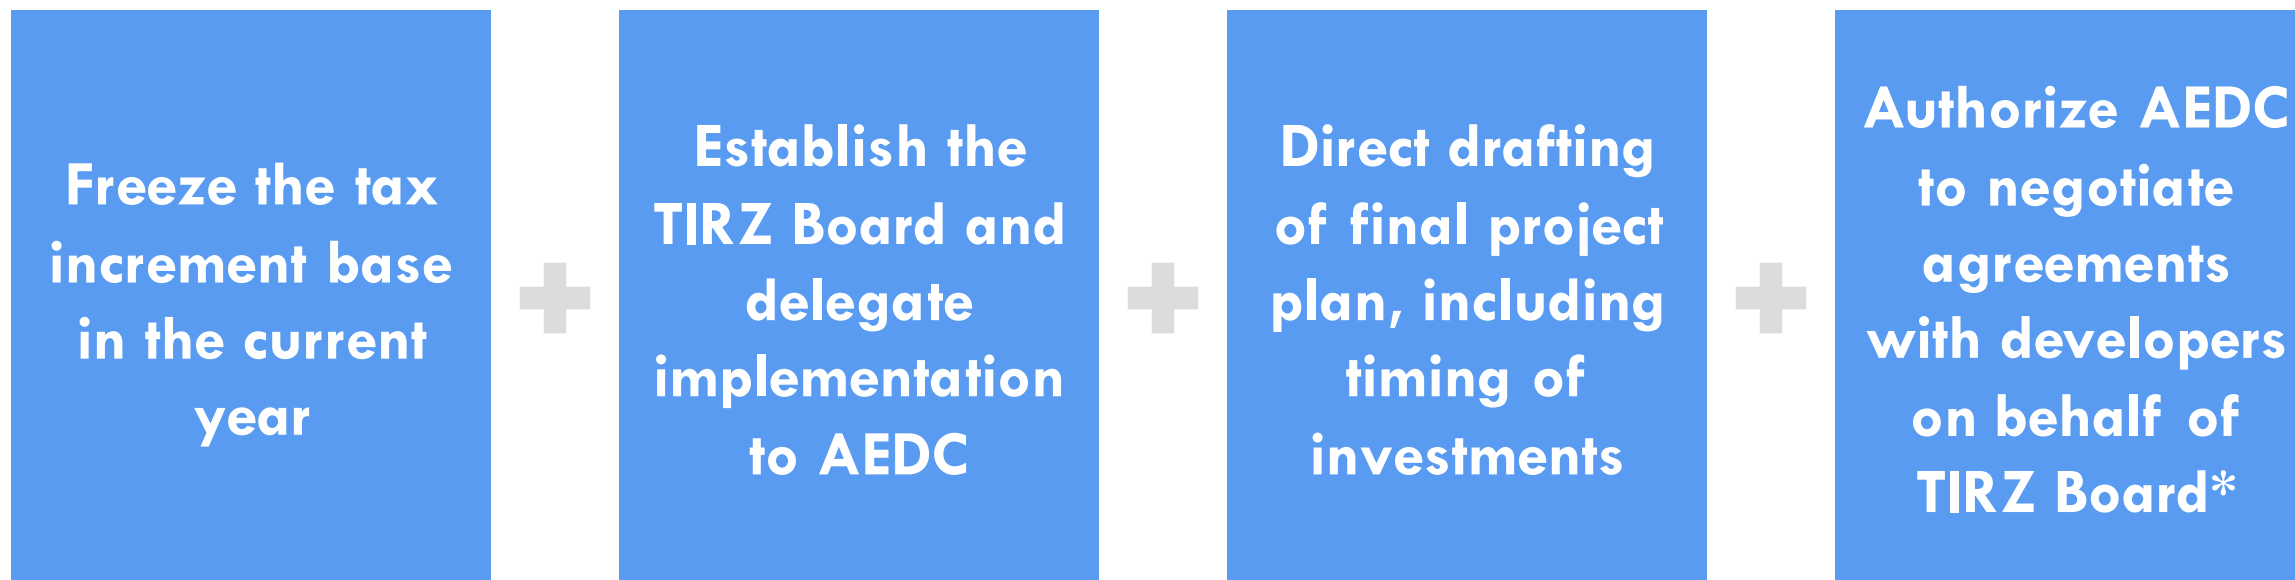 Freeze the tax
increment base
in the current
year
Establish the
TIRZ Board and
delegate
implementation
to AEDC
Direct drafting
of final project
plan, including
timing of
investments
Authorize AEDC
to negotiate
agreements
with developers
on behalf of
TIRZ Board*